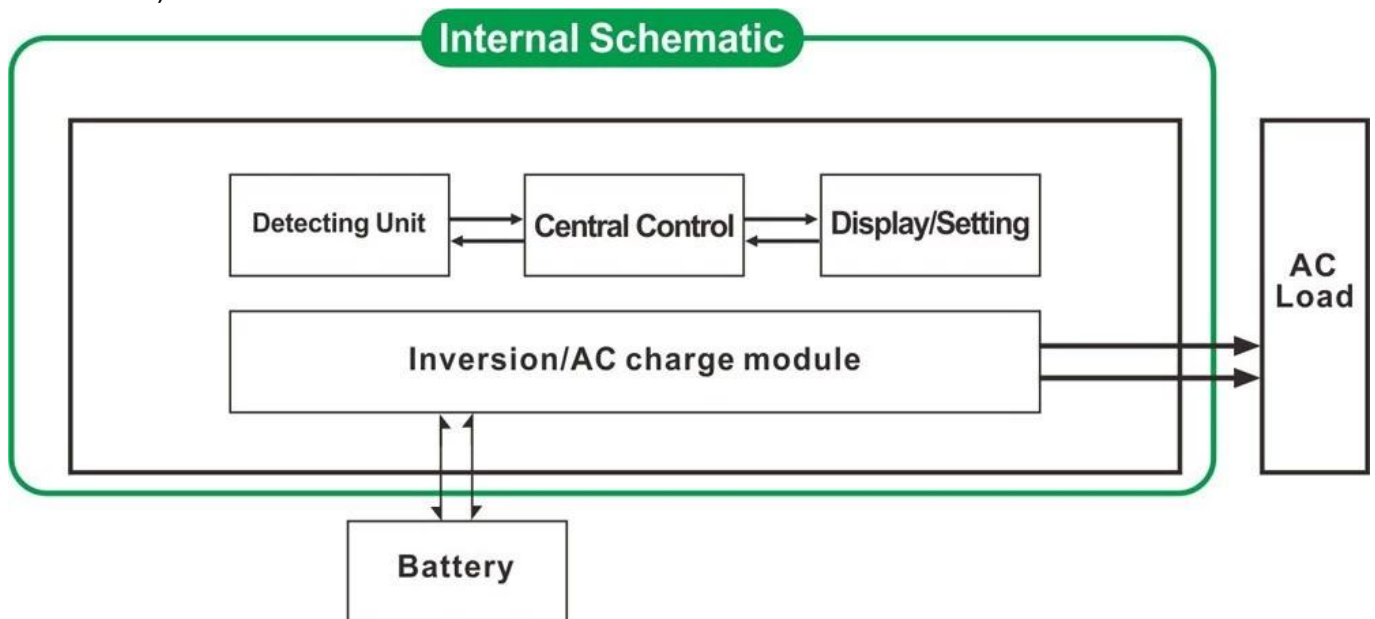 Internal Schematic
Detecting Unit
Central Control
Display/Setting
AC
Load
Inversion/AC charge module
Battery